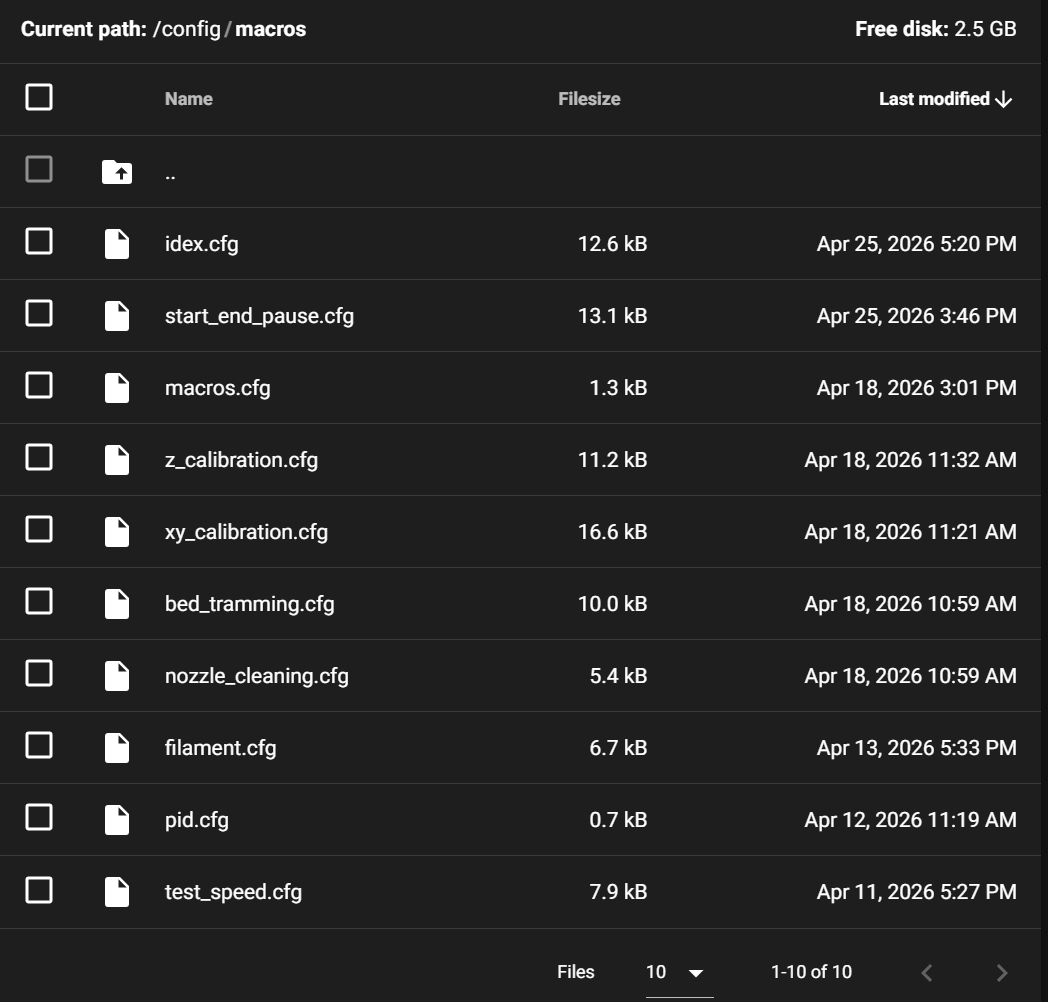 Current path: /config/macros Free disk: 2.5 GB
Name Filesize Last modified
..
idex.cfg 12.6 kB Apr 25, 2026 5:20 PM
start_end_pause.cfg 13.1 kB Apr 25, 2026 3:46 PM
macros.cfg 1.3 kB Apr 18, 2026 3:01 PM
z_calibration.cfg 11.2 kB Apr 18, 2026 11:32 AM
xy_calibration.cfg 16.6 kB Apr 18, 2026 11:21 AM
bed_tramming.cfg 10.0 kB Apr 18, 2026 10:59 AM
nozzle_cleaning.cfg 5.4 kB Apr 18, 2026 10:59 AM
filament.cfg 6.7 kB Apr 13, 2026 5:33 PM
pid.cfg 0.7 kB Apr 12, 2026 11:19 AM
test_speed.cfg 7.9 kB Apr 11, 2026 5:27 PM
Files 10 1-10 of 10